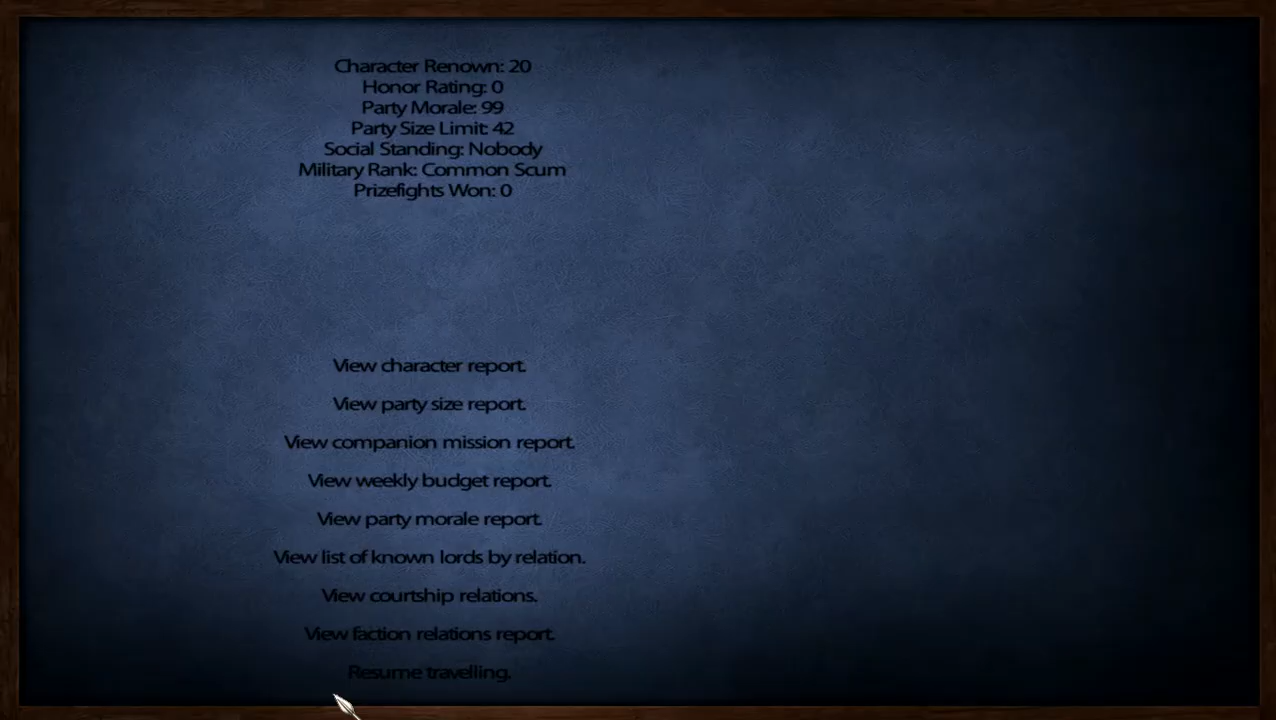 Character Renown: 20
Honor Rating: 0
Party Morale: 99
Party Size Limit: 42
Social Standing: Nobody
Military Rank: Common Scum
Prizefights Won: 0
View character report.
View party size report.
View companion mission report.
View weekly budget report.
View party morale report.
View list of known lords by relation.
View courtship relations.
View faction relations report.
Resume travelling.